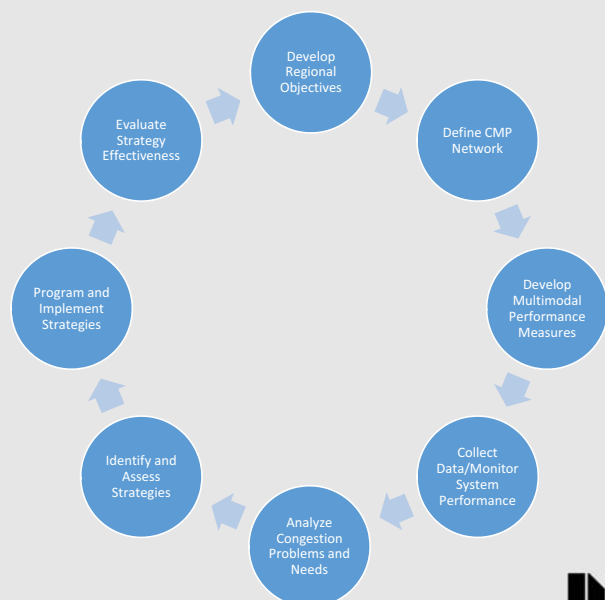 Develop
Regional
Objectives
Define CMP
Network
Develop
Multimodal
Performance
Measures
Collect
Data/Monitor
System
Performance
Analyze
Congestion
Problems and
Needs
Identify and
Assess
Strategies
Program and
Implement
Strategies
Evaluate
Strategy
Effectiveness